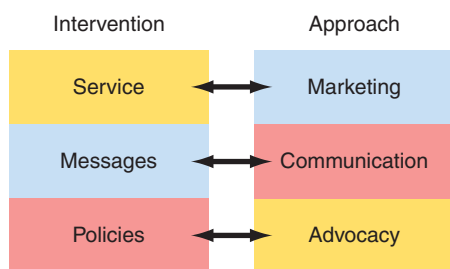 Intervention Approach
Service Marketing
Messages Communication
Policies Advocacy